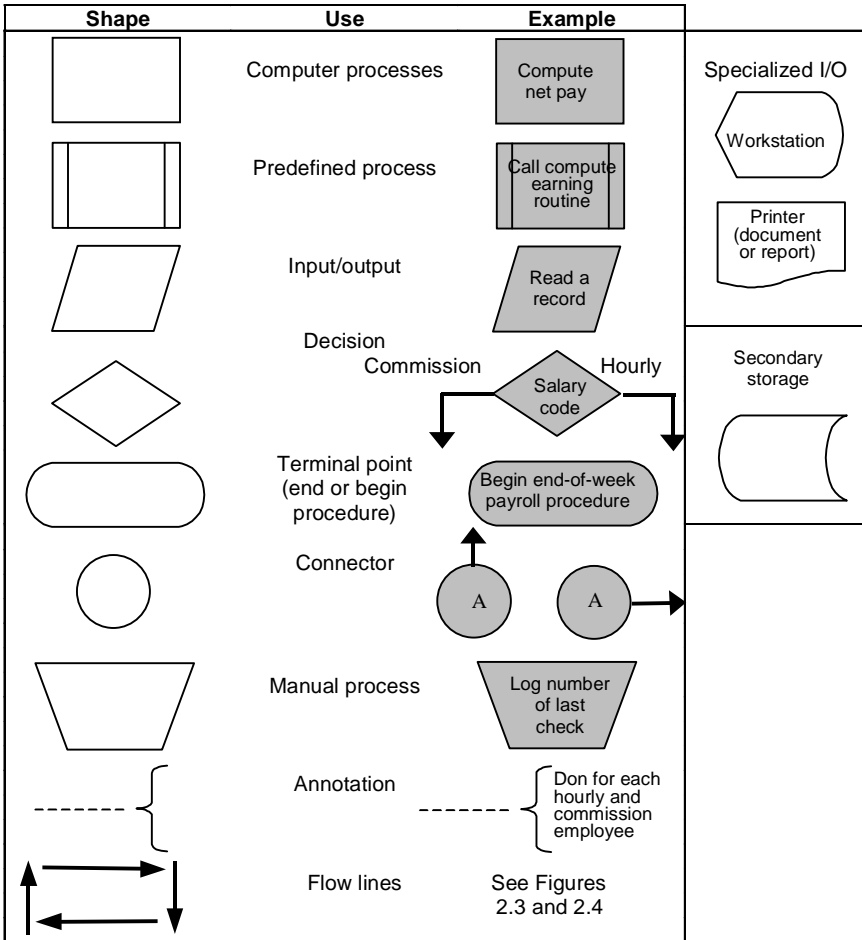 Shape Use Example
Computer processes
Compute
net pay
Predefined process
Call compute
earning
routine
Input/output
Read a
record
Decision
Commission
Hourly
Salary
code
Terminal point
(end or begin
procedure)
Begin end-of-week
payroll procedure
Connector
A
A
Manual process
Log number
of last
check
Annotation
Don for each
hourly and
commission
employee
Flow lines
See Figures
2.3 and 2.4
Specialized I/O
Workstation
Printer
(document
or report)
Secondary
storage